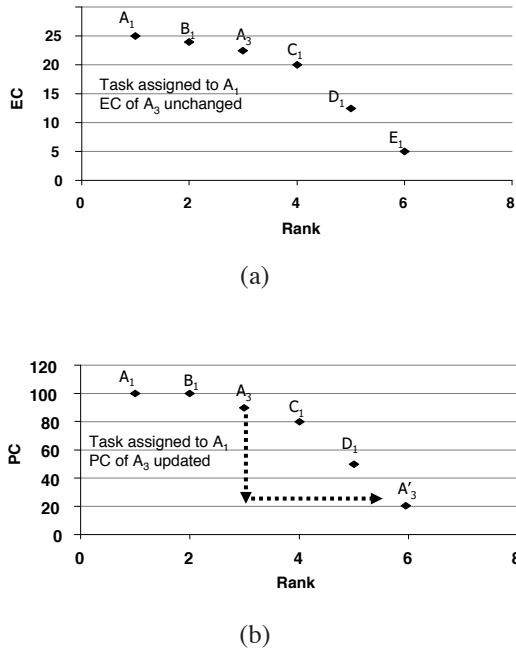 25
20
15
10
5
0
EC
A₁
B₁
A₃
C₁
D₁
E₁
Task assigned to A₁
EC of A₃ unchanged
0 2 4 6 8
Rank
(a)
120
100
80
60
40
20
0
PC
A₁
B₁
A₃
C₁
D₁
A′₃
Task assigned to A₁
PC of A₃ updated
0 2 4 6 8
Rank
(b)